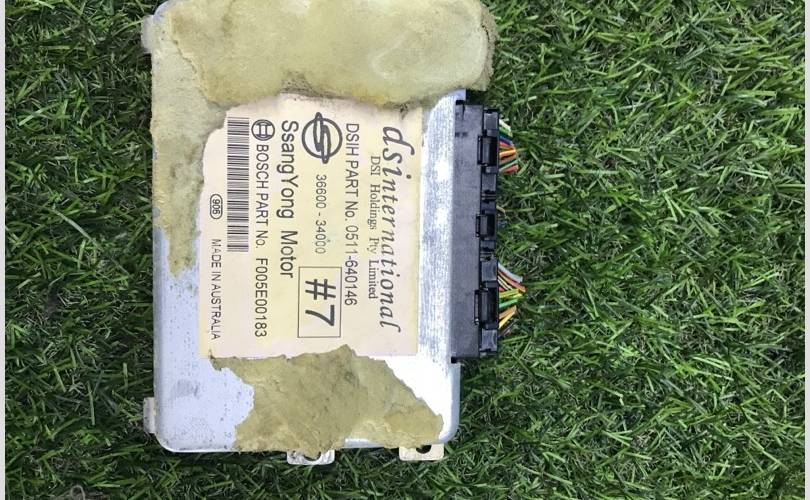 dsinternational
DSI Holdings Pty Limited
DSIH PART No. 0511-640146
36600 - 34000
#7
SsangYong Motor
BOSCH PART No. F005E00183
906
MADE IN AUSTRALIA